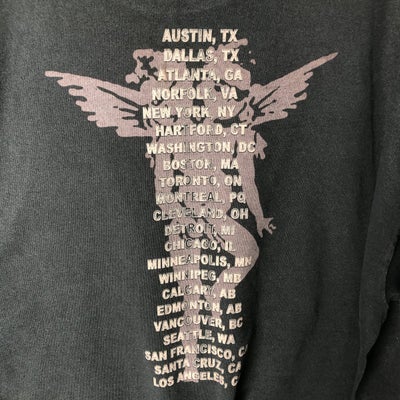 AUSTIN, TX
DALLAS, TX
ATLANTA, GA
NORFOLK, VA
NEW YORK, NY
HARTFORD, CT
WASHINGTON, DC
BOSTON, MA
TORONTO, ON
MONTREAL, PQ
CLEVELAND, OH
DETROIT, MI
CHICAGO, IL
MINNEAPOLIS, MN
WINNIPEG, MB
CALGARY, AB
EDMONTON, AB
VANCOUVER, BC
SEATTLE, WA
SAN FRANCISCO, CA
SANTA CRUZ, CA
LOS ANGELES, C